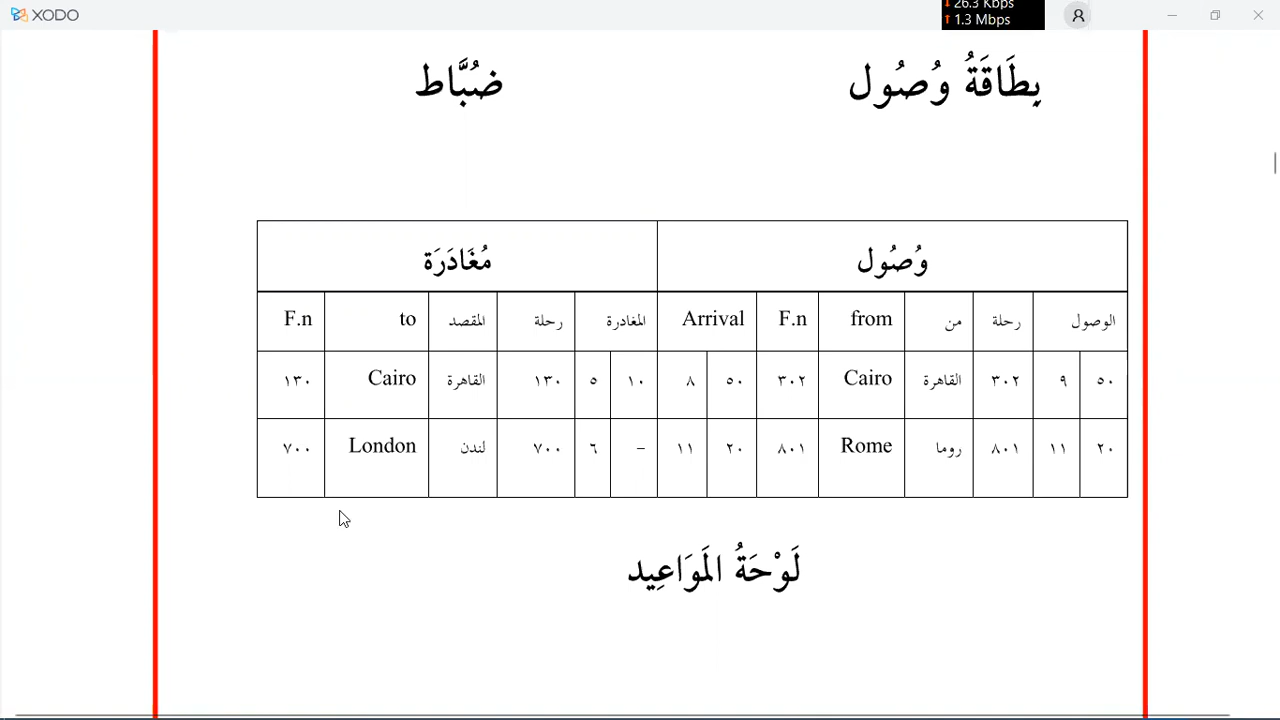 XODO
26.3 Kbps
1.3 Mbps
بِطَاقَةُ وُصُول ضُبَّاط
وُصُول مُغَادَرَة
الوصول رحلة من from F.n Arrival المغادرة رحلة المقصد to F.n
٥٠ ٩ ٣٠٢ القاهرة Cairo ٣٠٢ ٥٠ ٨ ١٠ ٥ ١٣٠ القاهرة Cairo ١٣٠
٢٠ ١١ ٨٠١ روما Rome ٨٠١ ٢٠ ١١ – ٦ ٧٠٠ لندن London ٧٠٠
لَوْحَةُ المَوَاعِيد